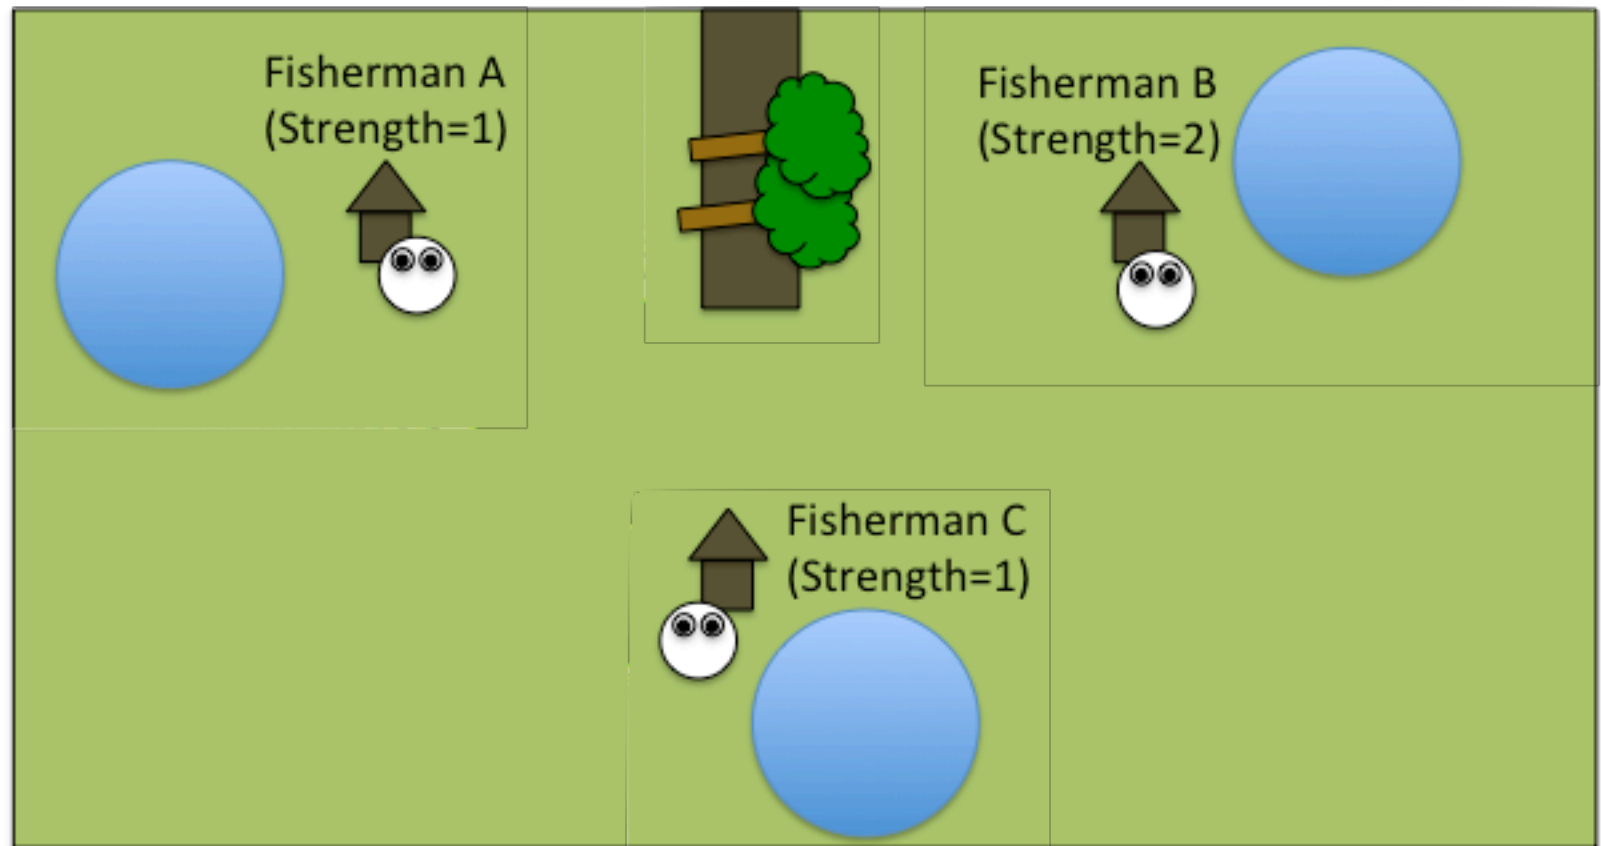 Fisherman A
(Strength=1)
Fisherman B
(Strength=2)
Fisherman C
(Strength=1)